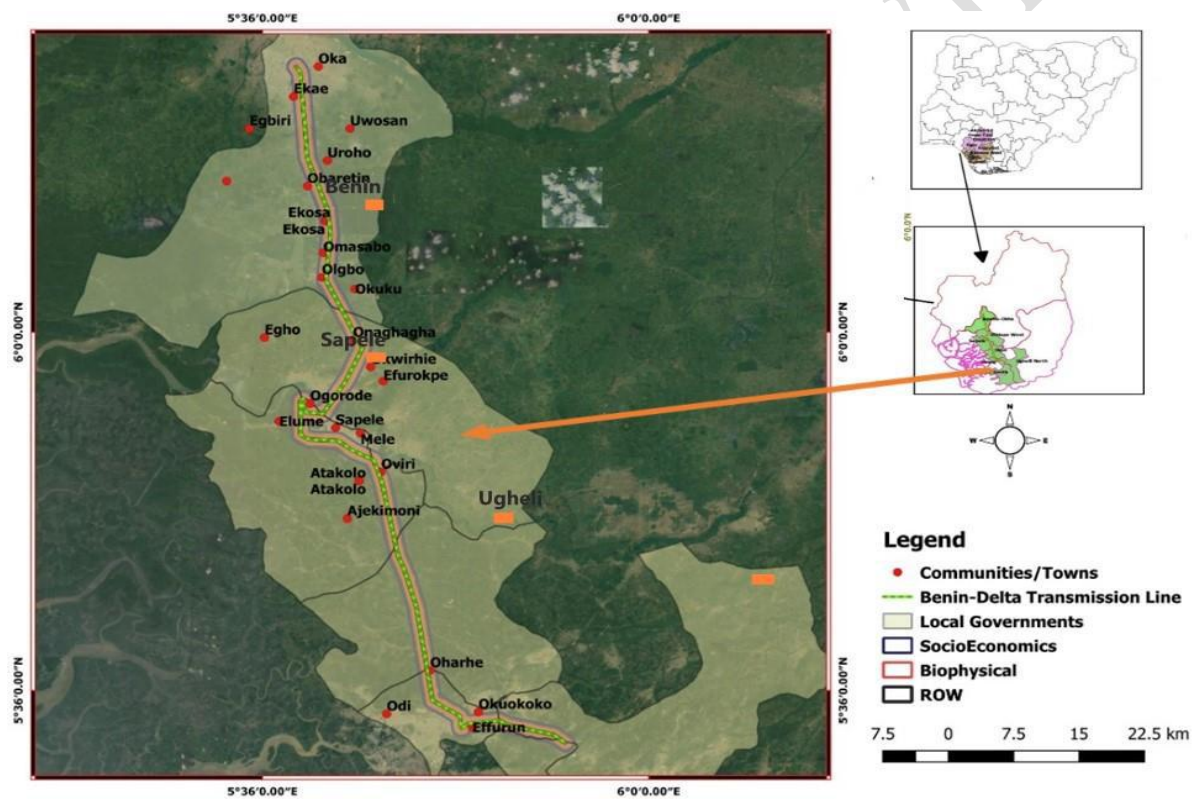 5°36'0.00"E
6°0'0.00"E
Oka
Ekae
Egbiri
Uwosan
Uroho
Obaretin
Benin
Ekosa
Ekosa
Omasabo
Olgbo
Okuku
Egho
Onaghagha
Sapele
Efurokpe
Ogorode
Elume
Sapele
Mele
Oviri
Atakolo
Atakolo
Ugheli
Ajekimoni
Oharhe
Odi
Okuokoko
Effurun
6°0'0.00"N
5°36'0.00"N
6°0'0.00"N
5°36'0.00"N
5°36'0.00"E
6°0'0.00"E
6°0.0'N
N
W
E
S
Legend
Communities/Towns
Benin-Delta Transmission Line
Local Governments
SocioEconomics
Biophysical
ROW
7.5 0 7.5 15 22.5 km